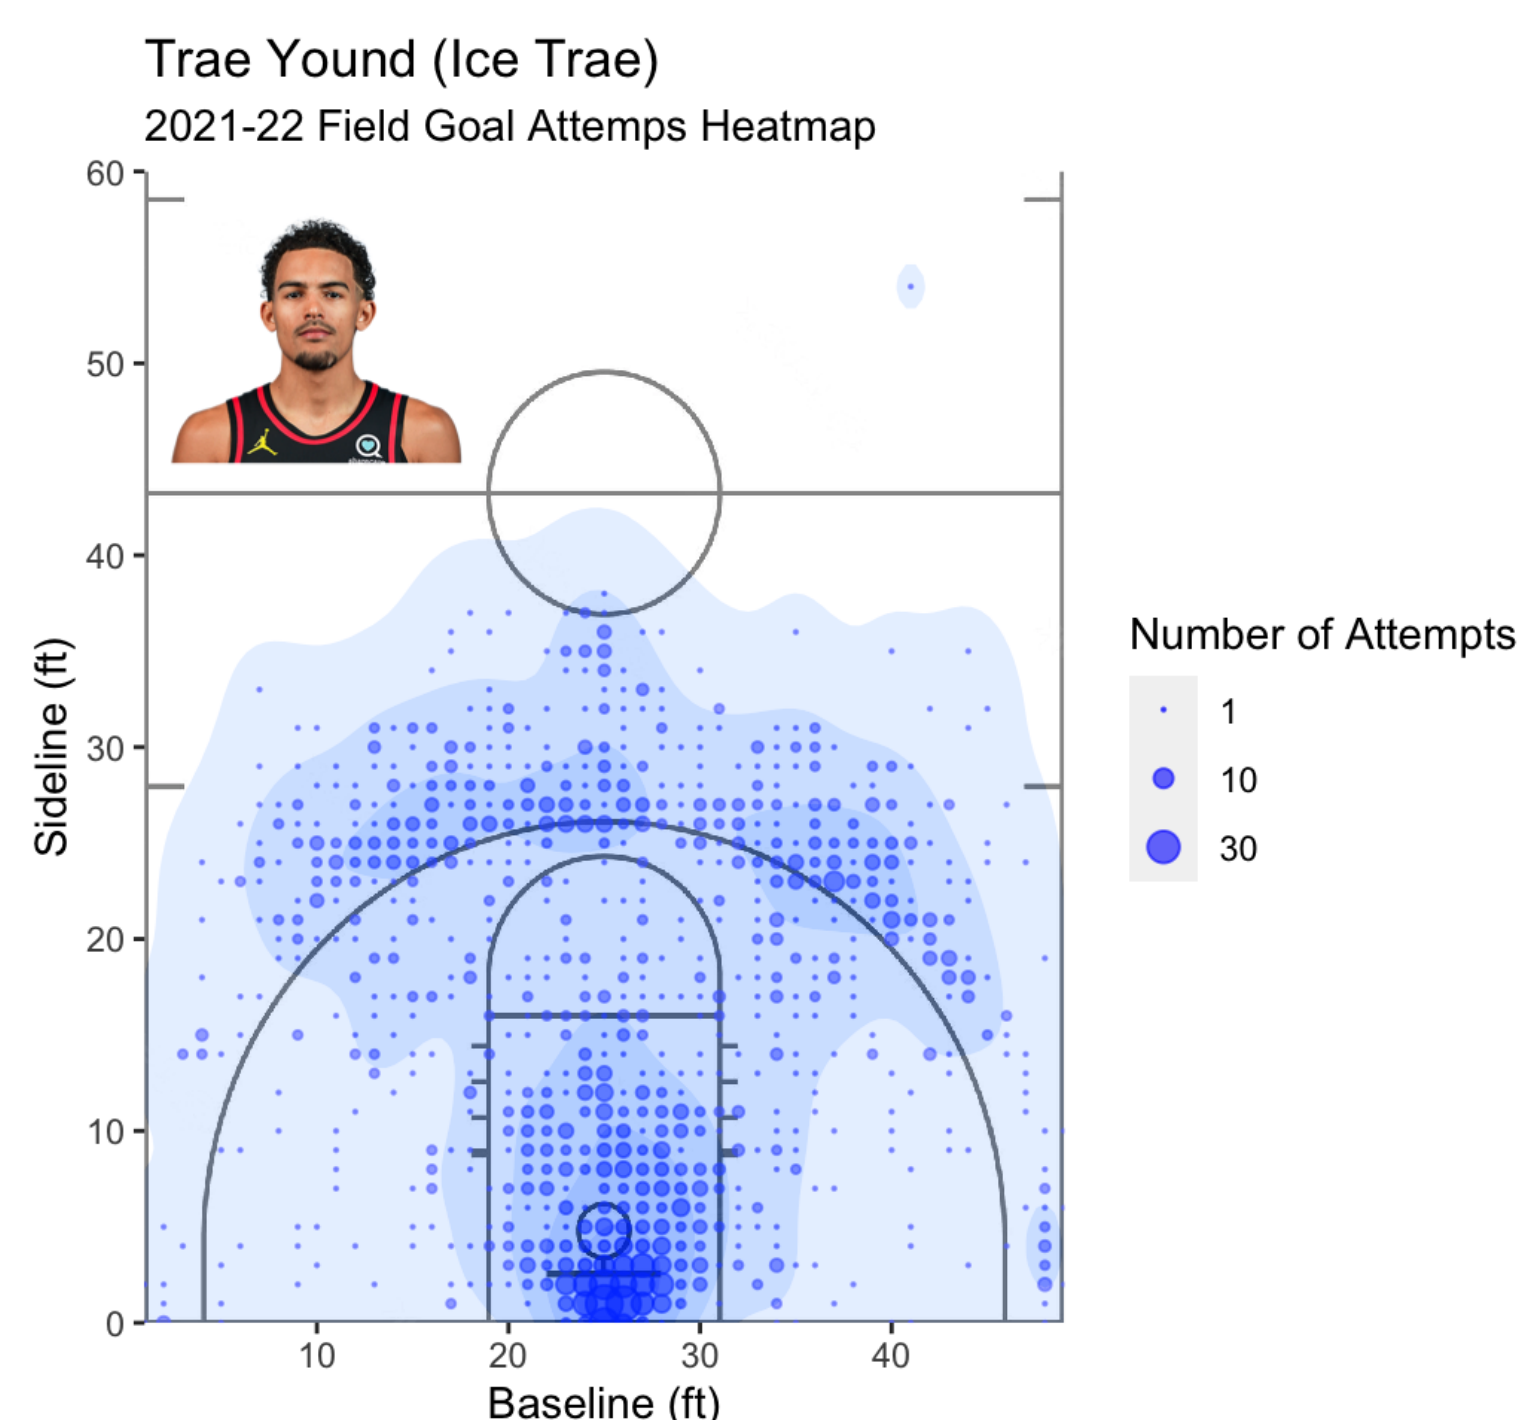 Trae Yound (Ice Trae)
2021-22 Field Goal Attemps Heatmap
60
50
40
30
20
10
0
Sideline (ft)
10 20 30 40
Baseline (ft)
Number of Attempts
1
10
30